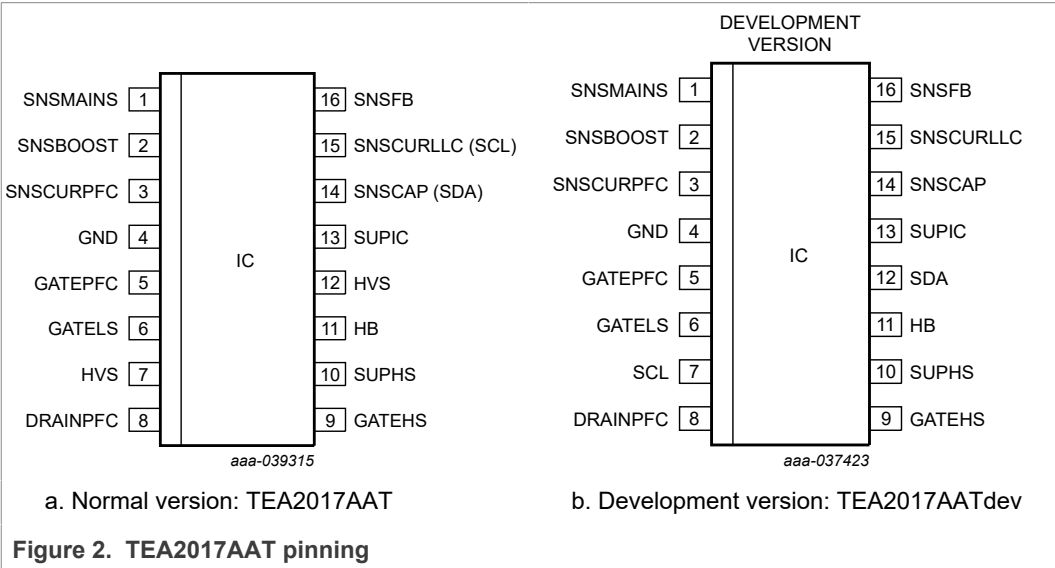 SNSMAINS 1
SNSBOOST 2
SNSCURPFC 3
GND 4
GATEPFC 5
GATELS 6
HVS 7
DRAINPFC 8
IC
16 SNSFB
15 SNSCURLLC (SCL)
14 SNSCAP (SDA)
13 SUPIC
12 HVS
11 HB
10 SUPHS
9 GATEHS
aaa-039315
a. Normal version: TEA2017AAT
DEVELOPMENT
VERSION
SNSMAINS 1
SNSBOOST 2
SNSCURPFC 3
GND 4
GATEPFC 5
GATELS 6
SCL 7
DRAINPFC 8
IC
16 SNSFB
15 SNSCURLLC
14 SNSCAP
13 SUPIC
12 SDA
11 HB
10 SUPHS
9 GATEHS
aaa-037423
b. Development version: TEA2017AATdev
Figure 2. TEA2017AAT pinning